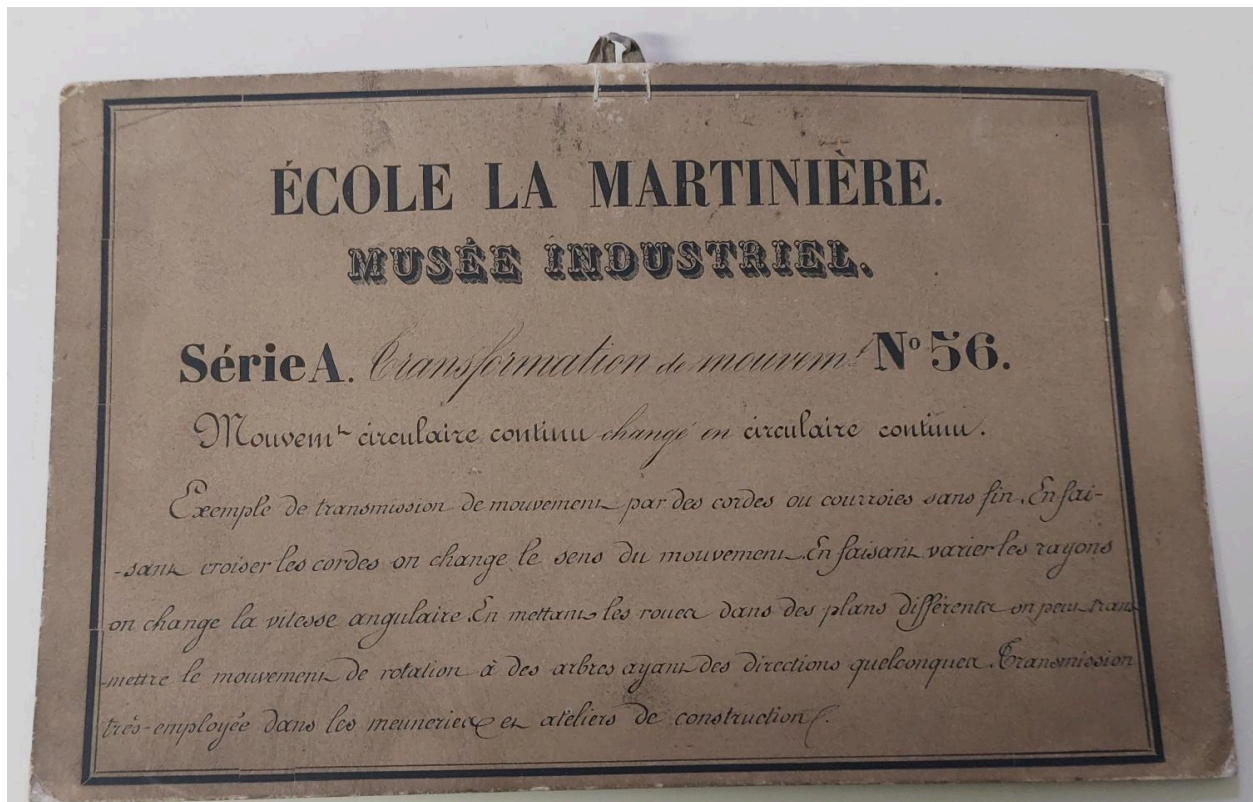 ÉCOLE LA MARTINIÈRE.
MUSÉE INDUSTRIEL.
Série A. Transformation de mouvemt Nº 56.
Mouvemt circulaire continu changé en circulaire continu.
Exemple de transmission de mouvement par des cordes ou courroies sans fin. En fai-
-sant croiser les cordes on change le sens du mouvement. En faisant varier les rayons
on change la vitesse angulaire. En mettant les roues dans des plans différents on peut trans
-mettre le mouvement de rotation à des arbres ayant des directions quelconques. Transmission
très-employée dans les meuneries et ateliers de construction.